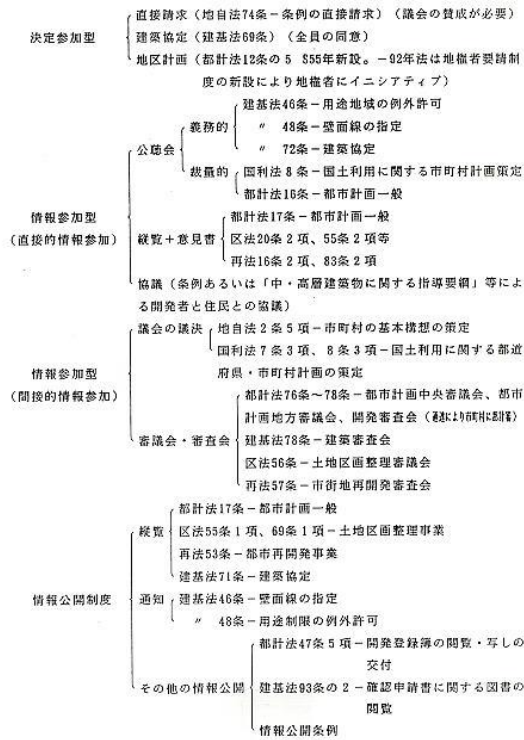 決定参加型
直接請求(地自法74条－条例の直接請求)(議会の賛成が必要)
建築協定(建基法69条)(全員の同意)
地区計画(都計法12条の5 S55年新設。－92年法は地権者要請制
度の新設により地権者にイニシアティブ)
情報参加型
(直接的情報参加)
公聴会
義務的
建基法46条－用途地域の例外許可
〃 48条－壁面線の指定
〃 72条－建築協定
裁量的
国利法8条－国土利用に関する市町村計画策定
都計法16条－都市計画一般
縦覧＋意見書
都計法17条－都市計画一般
区法20条2項、55条2項等
再法16条2項、83条2項
協議(条例あるいは「中・高層建築物に関する指導要綱」等によ
る開発者と住民との協議)
情報参加型
(間接的情報参加)
議会の議決
地自法2条5項－市町村の基本構想の策定
国利法7条3項、8条3項－国土利用に関する都道
府県・市町村計画の策定
審議会・審査会
都計法76条～78条－都市計画中央審議会、都市
計画地方審議会、開発審査会(通達により市町村に都計審)
建基法78条－建築審査会
区法56条－土地区画整理審議会
再法57条－市街地再開発審査会
情報公開制度
縦覧
都計法17条－都市計画一般
区法55条1項、69条1項－土地区画整理事業
再法53条－都市再開発事業
建基法71条－建築協定
通知
建基法46条－壁面線の指定
〃 48条－用途制限の例外許可
その他の情報公開
都計法47条5項－開発登録簿の閲覧・写しの
交付
建基法93条の2－確認申請書に関する図書の
閲覧
情報公開条例